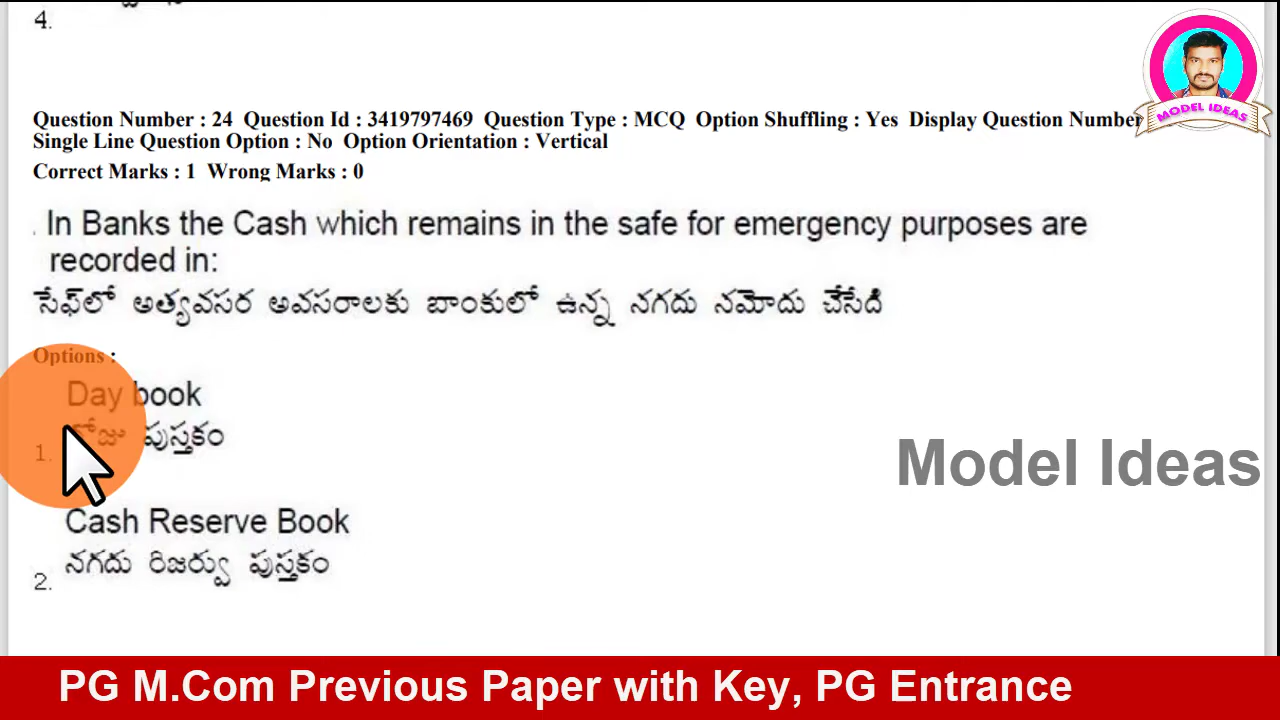 4.
MODEL IDEAS
Question Number : 24 Question Id : 3419797469 Question Type : MCQ Option Shuffling : Yes Display Question Number
Single Line Question Option : No Option Orientation : Vertical
Correct Marks : 1 Wrong Marks : 0
In Banks the Cash which remains in the safe for emergency purposes are
recorded in:
సేఫ్‌లో అత్యవసర అవసరాలకు బాంకులో ఉన్న నగదు నమోదు చేసేది
Options :
Day book
రోజు పుస్తకం
1.
Model Ideas
Cash Reserve Book
నగదు రిజర్వు పుస్తకం
2.
PG M.Com Previous Paper with Key, PG Entrance